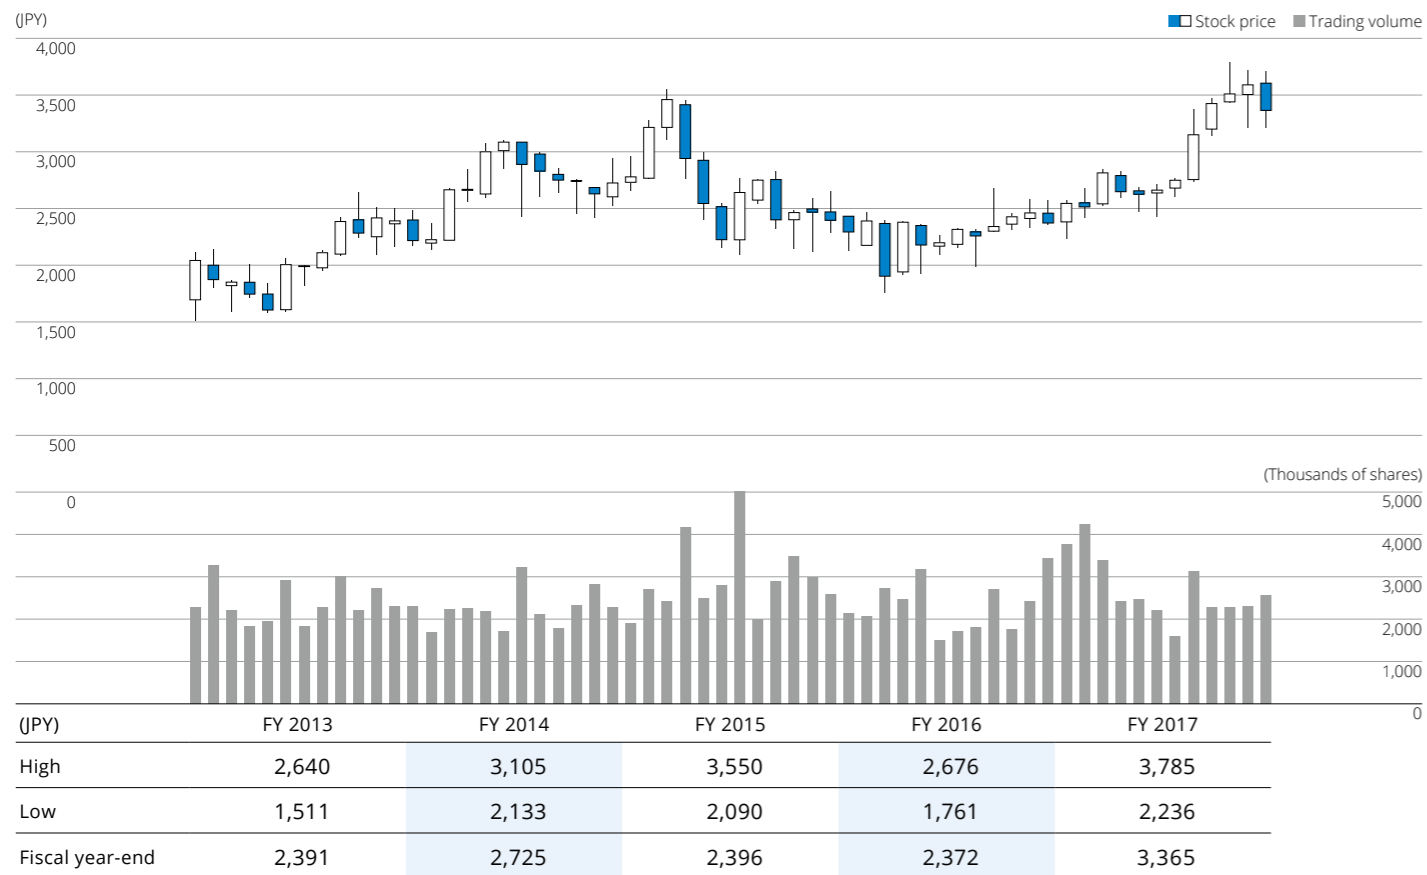 (JPY)
Stock price Trading volume
4,000
3,500
3,000
2,500
2,000
1,500
1,000
500
(Thousands of shares)
0 5,000
4,000
3,000
2,000
1,000
0
(JPY) FY 2013 FY 2014 FY 2015 FY 2016 FY 2017
High 2,640 3,105 3,550 2,676 3,785
Low 1,511 2,133 2,090 1,761 2,236
Fiscal year-end 2,391 2,725 2,396 2,372 3,365